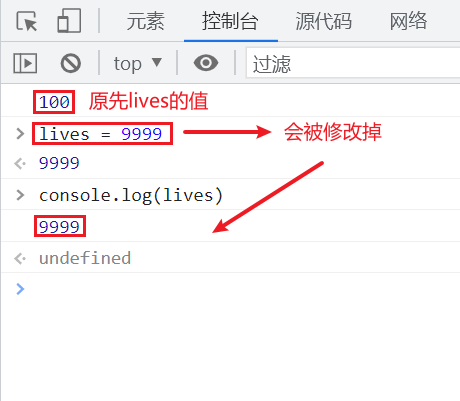 元素 控制台 源代码 网络
top ▼ 过滤
100 原先lives的值
> lives = 9999 会被修改掉
<· 9999
> console.log(lives)
9999
<· undefined
>